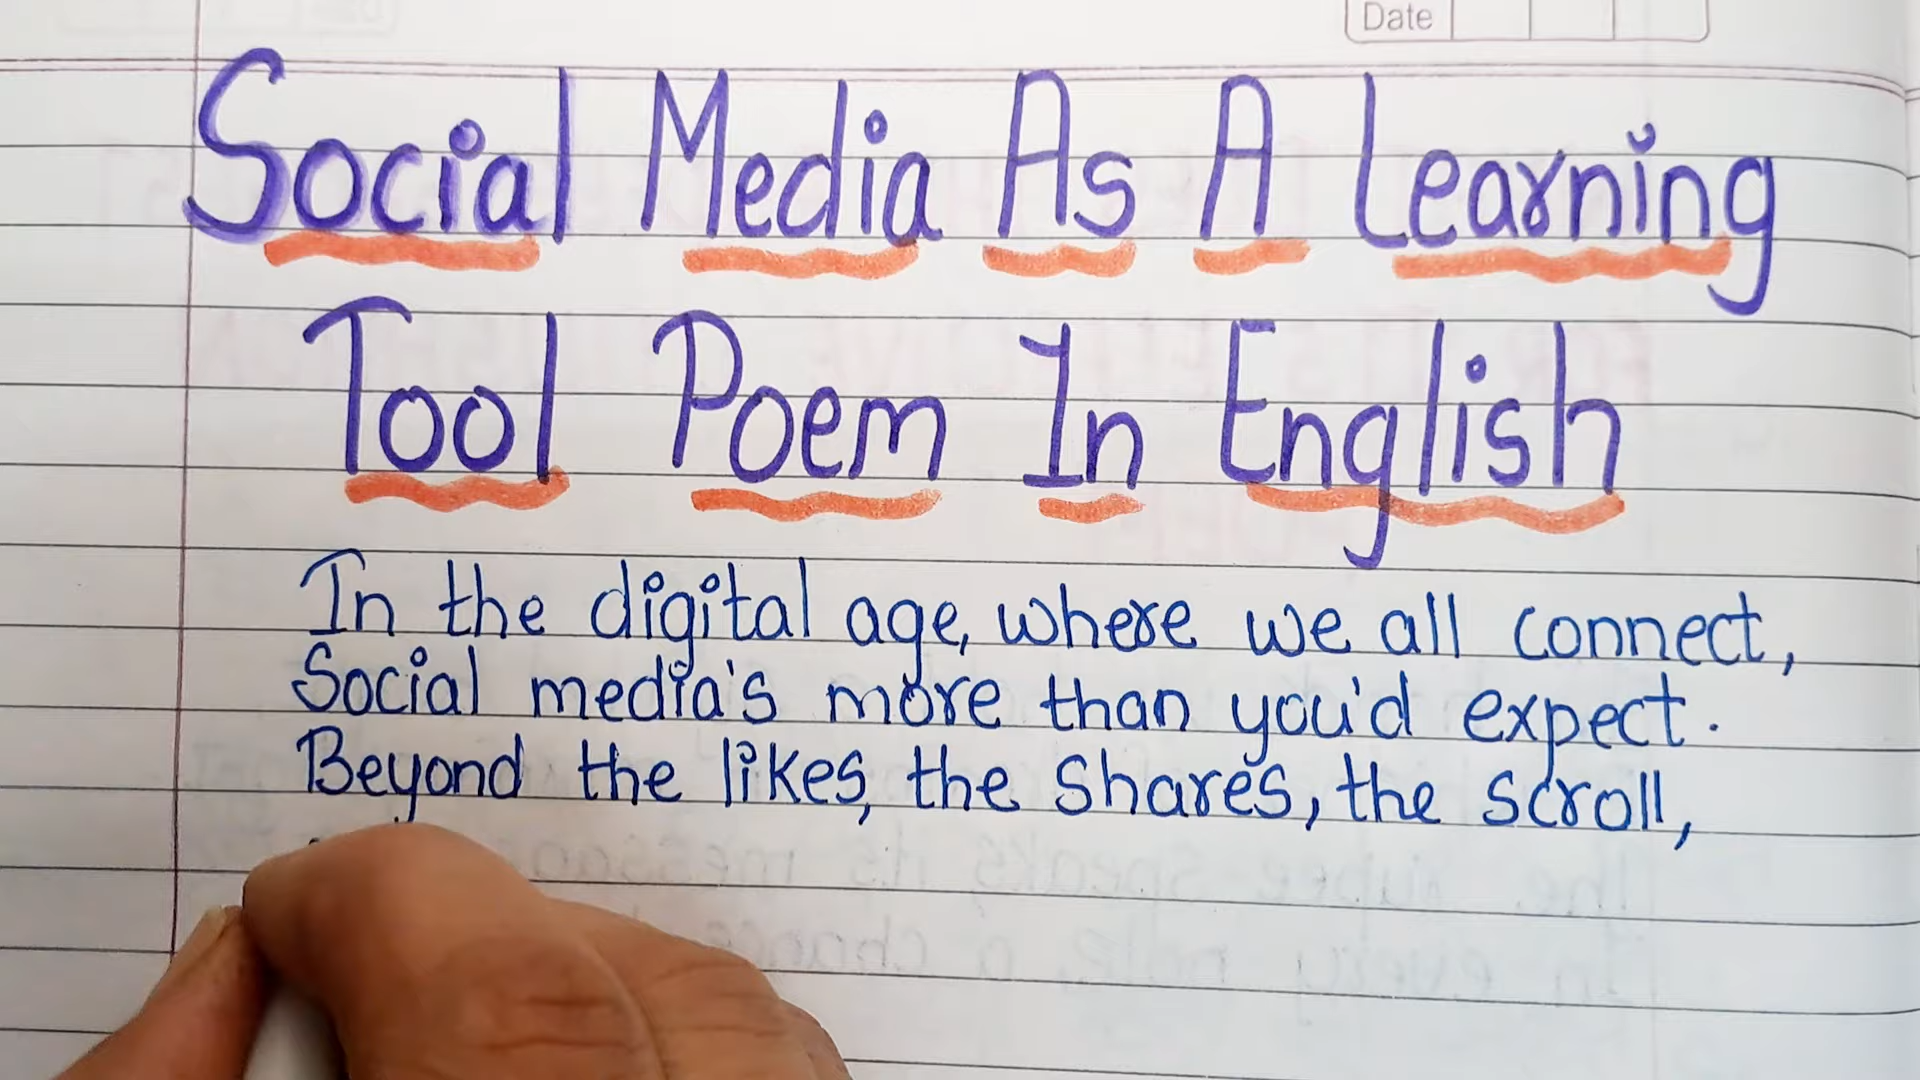 Date
Social Media As A Learning
Tool Poem In English
In the digital age, where we all connect,
Social media's more than you'd expect.
Beyond the likes, the shares, the scroll,